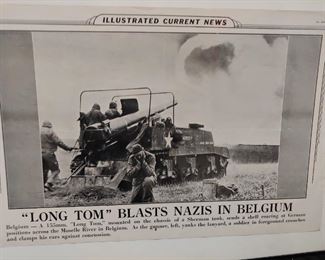 ILLUSTRATED CURRENT NEWS
"LONG TOM" BLASTS NAZIS IN BELGIUM
Belgium — A 155mm. "Long Tom," mounted on the chassis of a Sherman tank, sends a shell roaring at German
positions across the Moselle River in Belgium. As the gunner, left, yanks the lanyard, a soldier in foreground crouches
and clamps his ears against concussion.